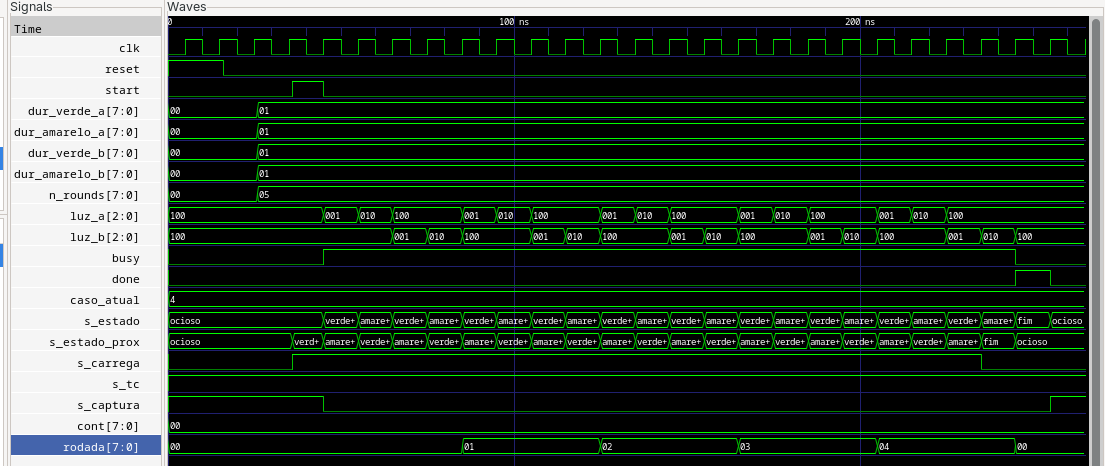 Signals Waves
Time 0 100 ns 200 ns
clk
reset
start
dur_verde_a[7:0] 00 01
dur_amarelo_a[7:0] 00 01
dur_verde_b[7:0] 00 01
dur_amarelo_b[7:0] 00 01
n_rounds[7:0] 00 05
luz_a[2:0] 100 001 010 100 001 010 100 001 010 100 001 010 100 001 010 100
luz_b[2:0] 100 001 010 100 001 010 100 001 010 100 001 010 100 001 010 100
busy
done
caso_atual 4
s_estado ocioso verde+ amare+ verde+ amare+ verde+ amare+ verde+ amare+ verde+ amare+ verde+ amare+ verde+ amare+ verde+ amare+ verde+ amare+ verde+ amare+ fim ocioso
s_estado_prox ocioso verd+ amare+ verde+ amare+ verde+ amare+ verde+ amare+ verde+ amare+ verde+ amare+ verde+ amare+ verde+ amare+ verde+ amare+ verde+ amare+ fim ocioso
s_carrega
s_tc
s_captura
cont[7:0] 00
rodada[7:0] 00 01 02 03 04 00